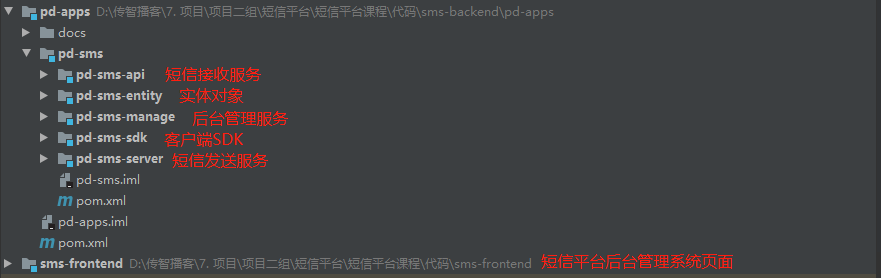 pd-apps D:\传智播客\7. 项目\项目二组\短信平台\短信平台课程\代码\sms-backend\pd-apps
docs
pd-sms
pd-sms-api 短信接收服务
pd-sms-entity 实体对象
pd-sms-manage 后台管理服务
pd-sms-sdk 客户端SDK
pd-sms-server 短信发送服务
pd-sms.iml
m pom.xml
pd-apps.iml
m pom.xml
sms-frontend D:\传智播客\7. 项目\项目二组\短信平台\短信平台课程\代码\sms-frontend 短信平台后台管理系统页面